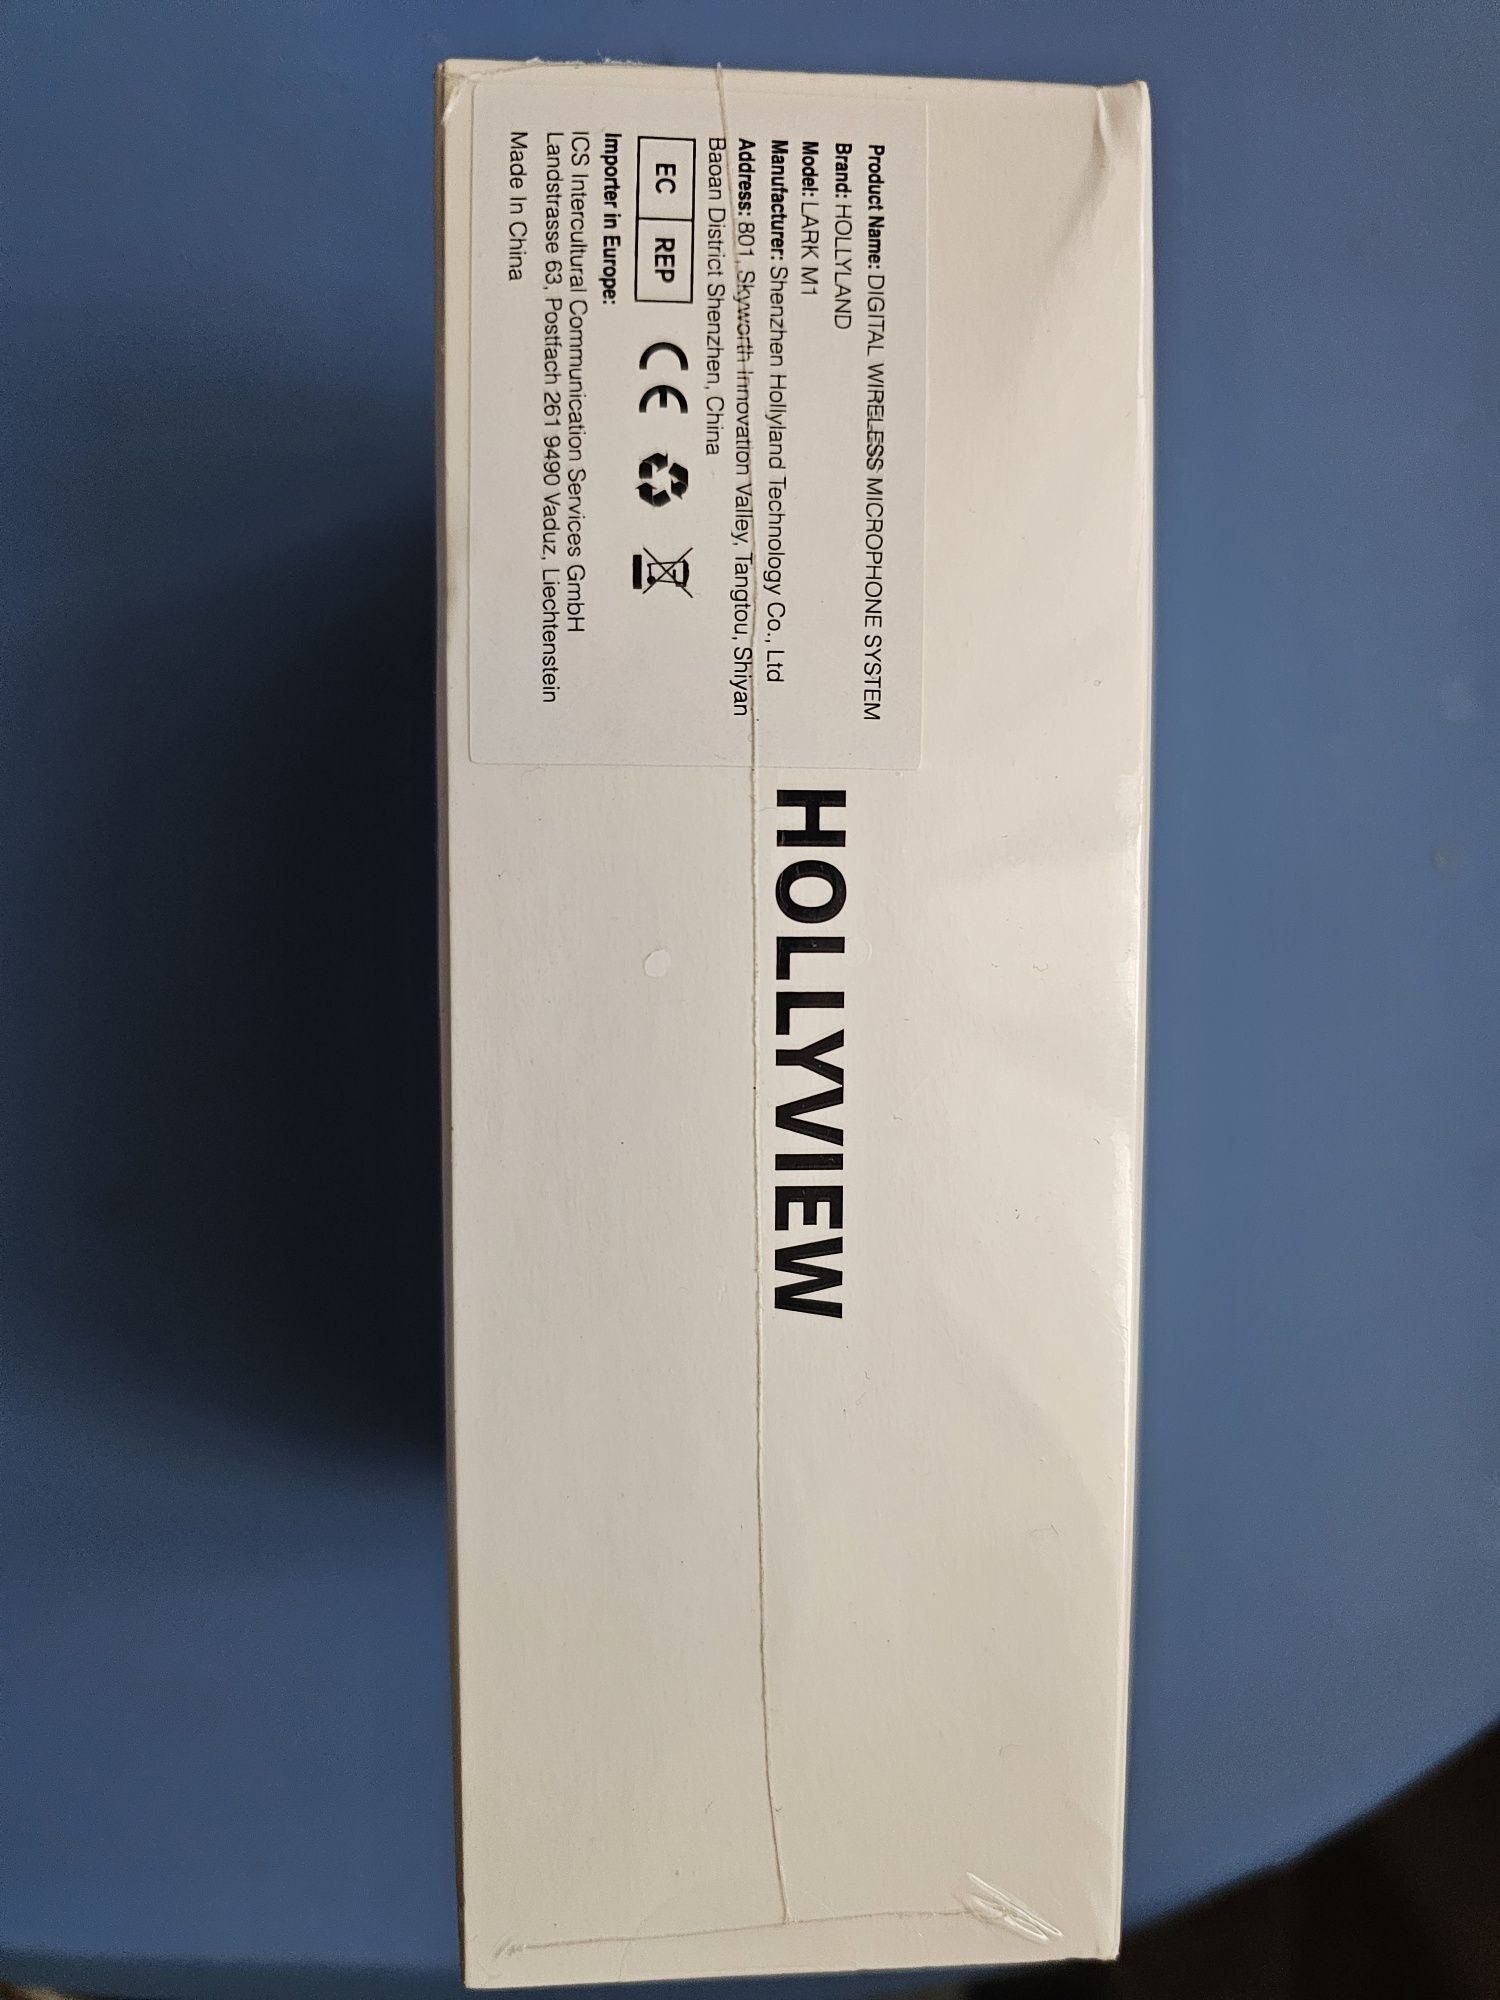 Product Name: DIGITAL WIRELESS MICROPHONE SYSTEM
Brand: HOLLYLAND
Model: LARK M1
Manufacturer: Shenzhen Hollyland Technology Co., Ltd
Address: 801, Skyworth Innovation Valley, Tangtou, Shiyan
Baoan District Shenzhen, China
EC REP CE
Importer in Europe:
ICS Intercultural Communication Services GmbH
Landstrasse 63, Postfach 261 9490 Vaduz, Liechtenstein
Made In China
HOLLYVIEW